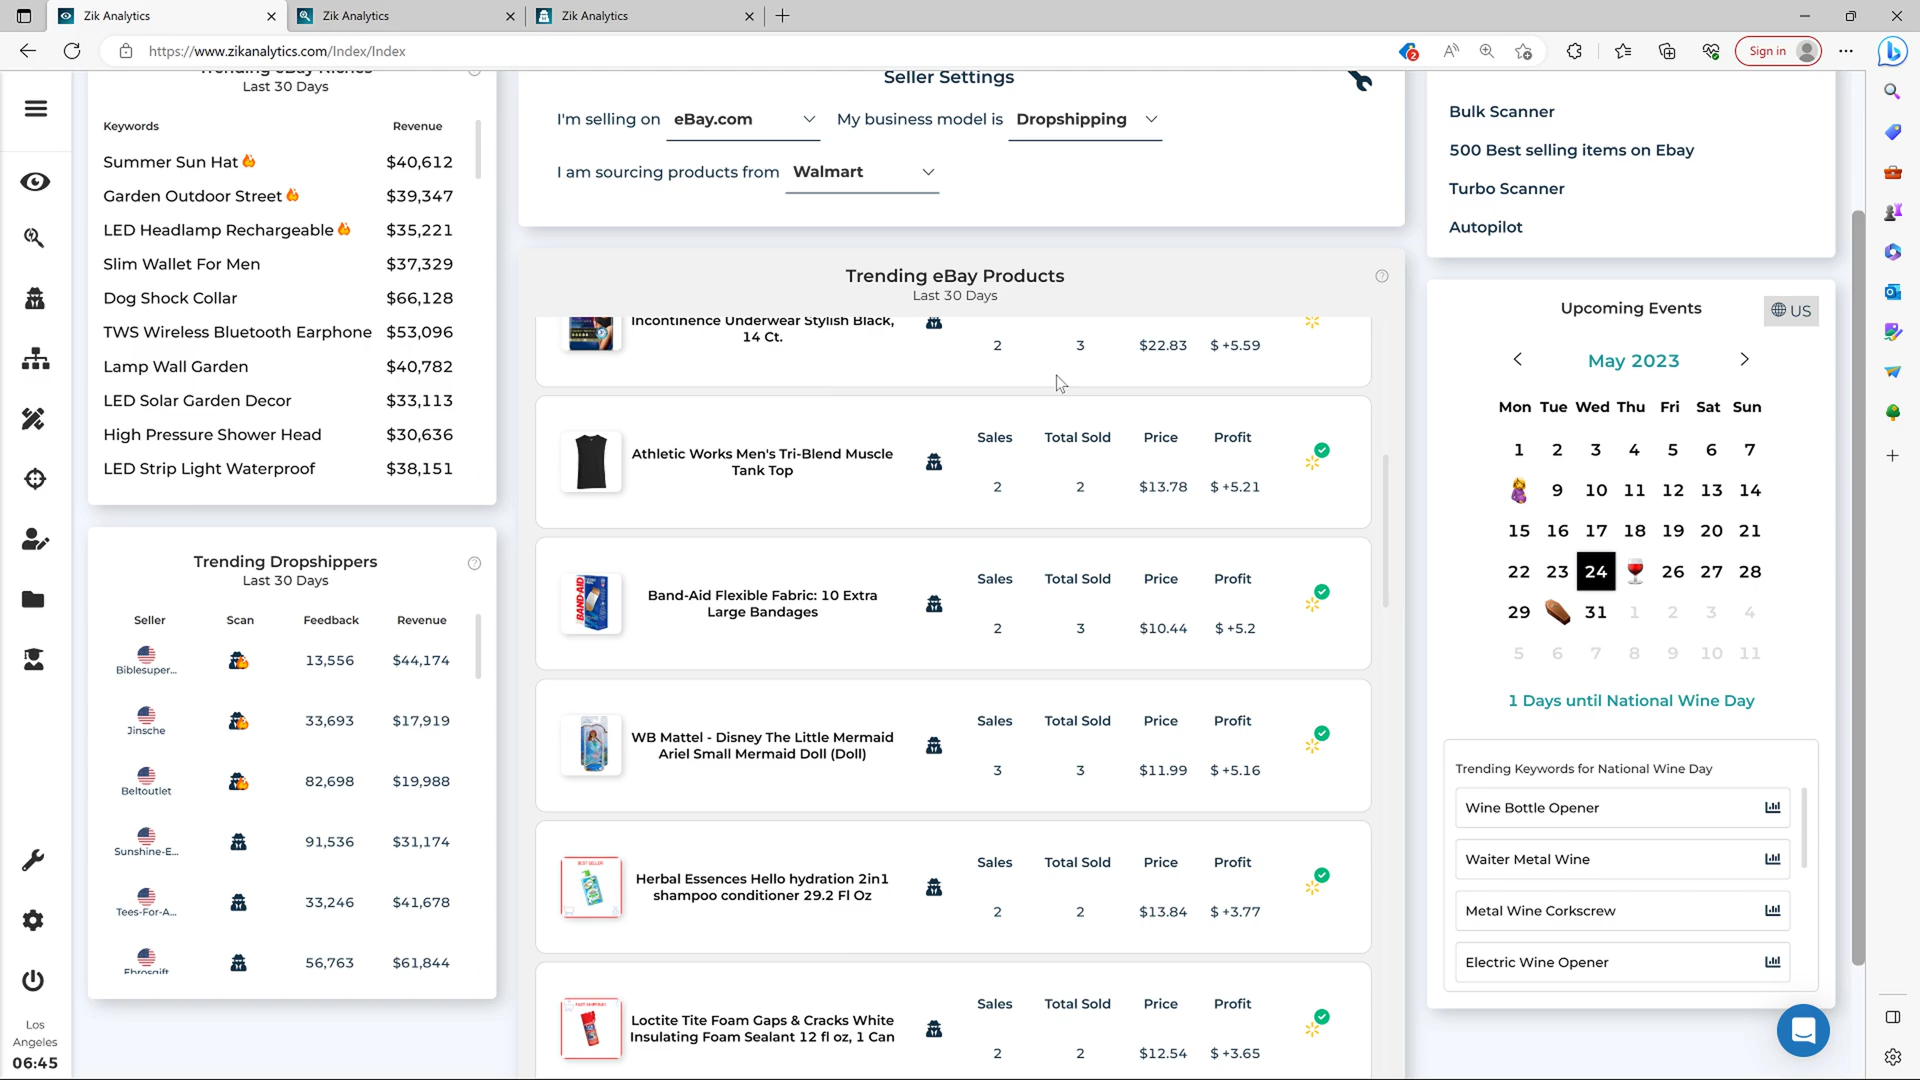 Zik Analytics
Zik Analytics
Zik Analytics
https://www.zikanalytics.com/Index/Index
2
Sign in
Trending eBay Niches
Last 30 Days
Keywords Revenue
Summer Sun Hat $40,612
Garden Outdoor Street $39,347
LED Headlamp Rechargeable $35,221
Slim Wallet For Men $37,329
Dog Shock Collar $66,128
TWS Wireless Bluetooth Earphone $53,096
Lamp Wall Garden $40,782
LED Solar Garden Decor $33,113
High Pressure Shower Head $30,636
LED Strip Light Waterproof $38,151
Trending Dropshippers
Last 30 Days
Seller Scan Feedback Revenue
Biblesuper... 13,556 $44,174
Jinsche 33,693 $17,919
Beltoutlet 82,698 $19,988
Sunshine-E... 91,536 $31,174
Tees-For-A... 33,246 $41,678
Ebrosgift 56,763 $61,844
Los
Angeles
06:45
Seller Settings
I'm selling on eBay.com My business model is Dropshipping
I am sourcing products from Walmart
Trending eBay Products
Last 30 Days
Incontinence Underwear Stylish Black,
14 Ct.
2 3 $22.83 $ +5.59
Sales Total Sold Price Profit
Athletic Works Men's Tri-Blend Muscle
Tank Top
2 2 $13.78 $ +5.21
Sales Total Sold Price Profit
BAND-AID
Band-Aid Flexible Fabric: 10 Extra
Large Bandages
2 3 $10.44 $ +5.2
Sales Total Sold Price Profit
WB Mattel - Disney The Little Mermaid
Ariel Small Mermaid Doll (Doll)
3 3 $11.99 $ +5.16
Sales Total Sold Price Profit
BEST SELLER
Herbal Essences Hello hydration 2in1
shampoo conditioner 29.2 Fl Oz
2 2 $13.84 $ +3.77
Sales Total Sold Price Profit
Loctite Tite Foam Gaps & Cracks White
Insulating Foam Sealant 12 fl oz, 1 Can
2 2 $12.54 $ +3.65
Bulk Scanner
500 Best selling items on Ebay
Turbo Scanner
Autopilot
Upcoming Events
US
May 2023
Mon Tue Wed Thu Fri Sat Sun
1 2 3 4 5 6 7
9 10 11 12 13 14
15 16 17 18 19 20 21
22 23 24 26 27 28
29 31 1 2 3 4
5 6 7 8 9 10 11
1 Days until National Wine Day
Trending Keywords for National Wine Day
Wine Bottle Opener
Waiter Metal Wine
Metal Wine Corkscrew
Electric Wine Opener